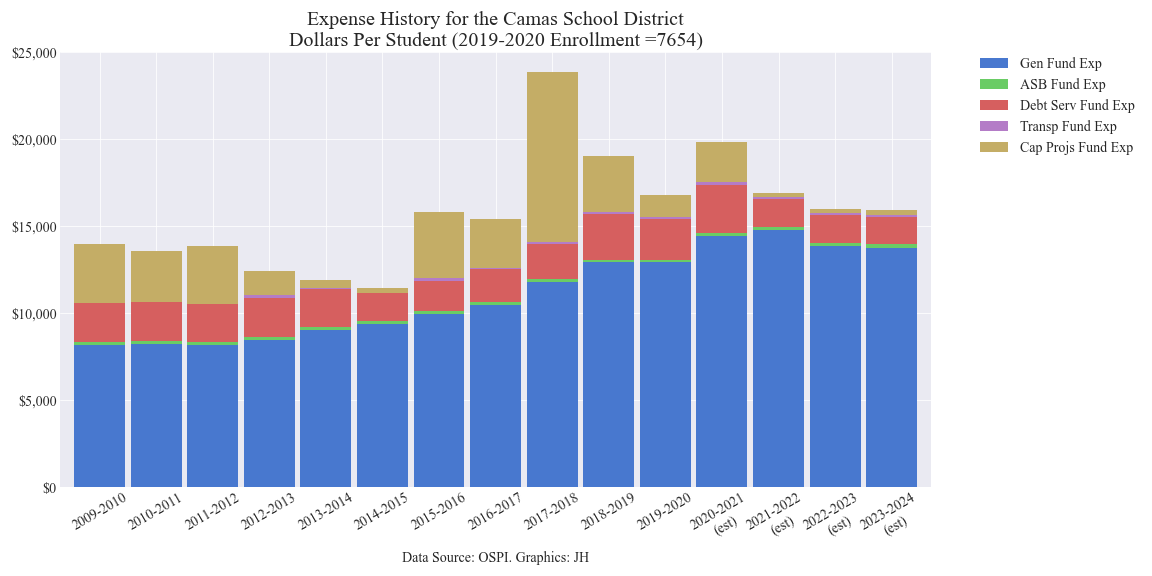 Expense History for the Camas School District
Dollars Per Student (2019-2020 Enrollment =7654)
$25,000
$20,000
$15,000
$10,000
$5,000
$0
Gen Fund Exp
ASB Fund Exp
Debt Serv Fund Exp
Transp Fund Exp
Cap Projs Fund Exp
2009-2010
2010-2011
2011-2012
2012-2013
2013-2014
2014-2015
2015-2016
2016-2017
2017-2018
2018-2019
2019-2020
2020-2021
(est)
2021-2022
(est)
2022-2023
(est)
2023-2024
(est)
Data Source: OSPI. Graphics: JH